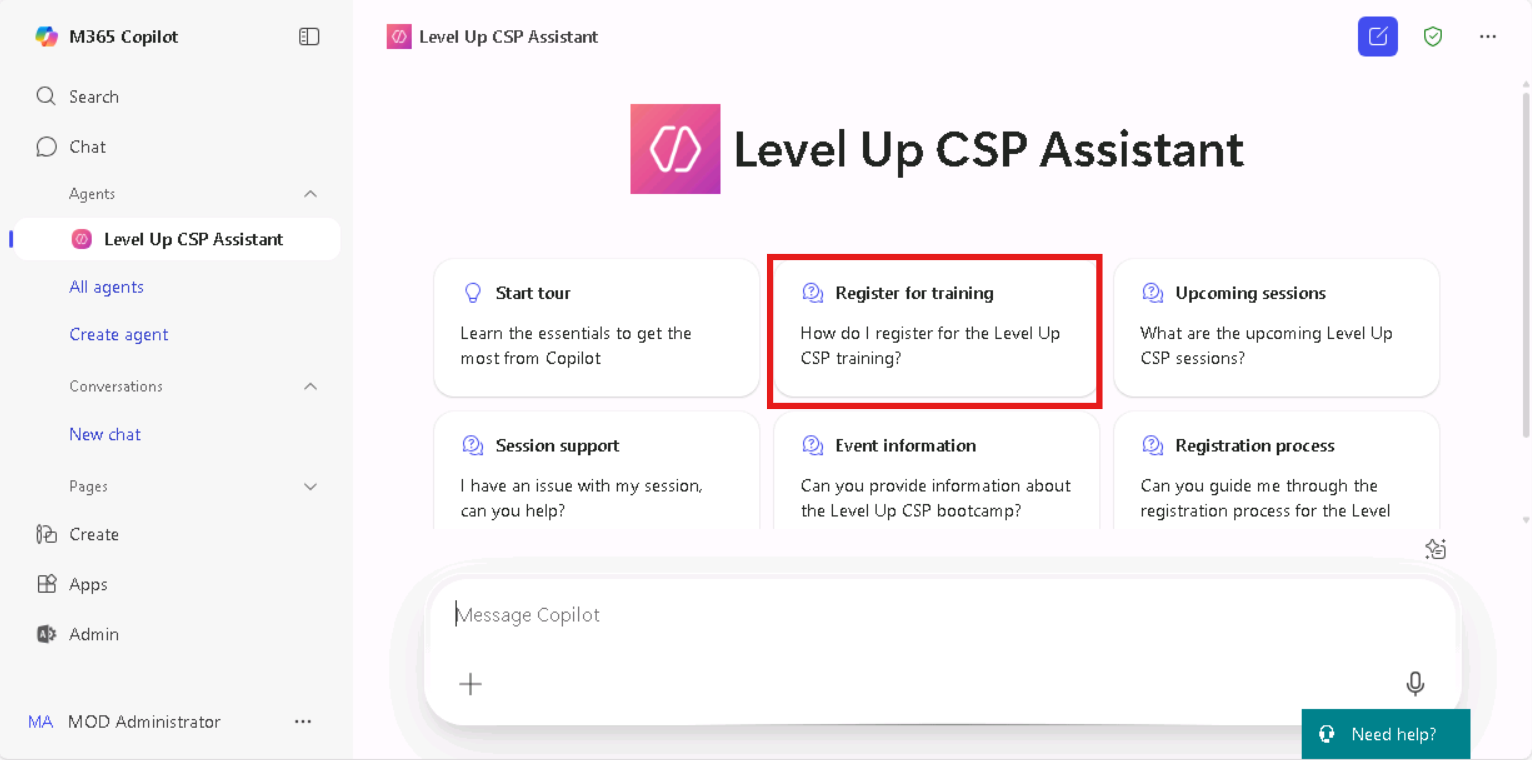 M365 Copilot
Search
Chat
Agents
Level Up CSP Assistant
All agents
Create agent
Conversations
New chat
Pages
Create
Apps
Admin
MA MOD Administrator
Level Up CSP Assistant
Level Up CSP Assistant
Start tour
Learn the essentials to get the
most from Copilot
Register for training
How do I register for the Level Up
CSP training?
Upcoming sessions
What are the upcoming Level Up
CSP sessions?
Session support
I have an issue with my session,
can you help?
Event information
Can you provide information about
the Level Up CSP bootcamp?
Registration process
Can you guide me through the
registration process for the Level
Message Copilot
Need help?